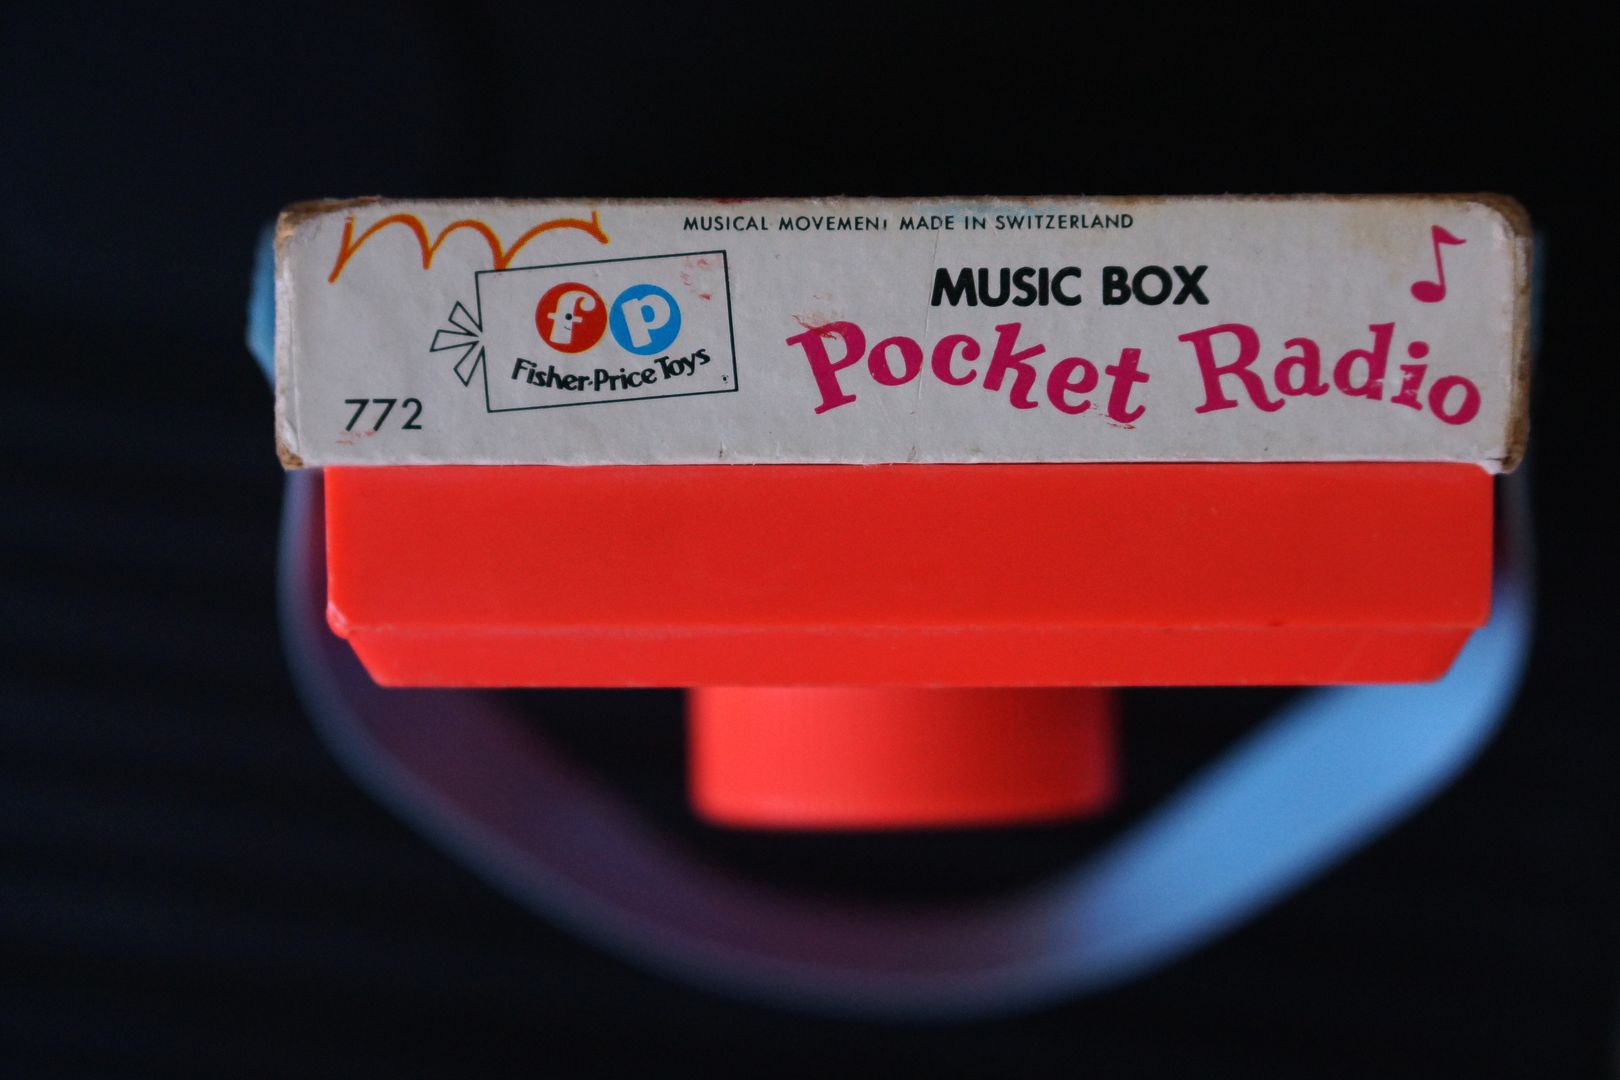 MUSICAL MOVEMENT MADE IN SWITZERLAND
fp
Fisher-Price Toys
772
MUSIC BOX
Pocket Radio